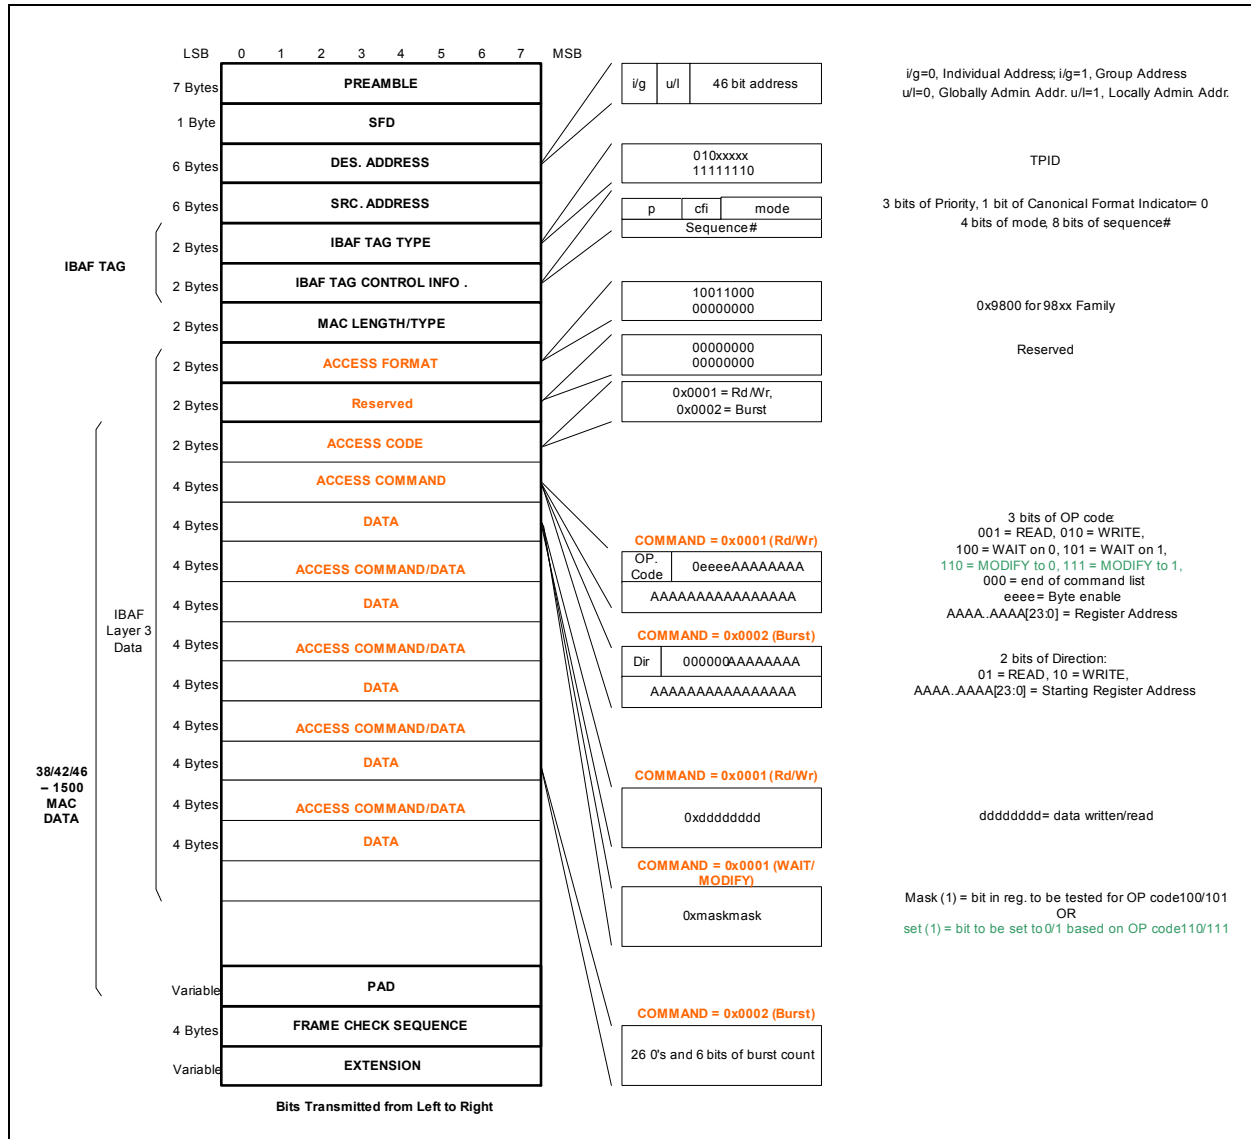 LSB 0 1 2 3 4 5 6 7 MSB
7 Bytes PREAMBLE
1 Byte SFD
6 Bytes DES. ADDRESS
6 Bytes SRC. ADDRESS
IBAF TAG
2 Bytes IBAF TAG TYPE
2 Bytes IBAF TAG CONTROL INFO .
2 Bytes MAC LENGTH/TYPE
2 Bytes ACCESS FORMAT
2 Bytes Reserved
2 Bytes ACCESS CODE
4 Bytes ACCESS COMMAND
4 Bytes DATA
4 Bytes ACCESS COMMAND/DATA
4 Bytes DATA
4 Bytes ACCESS COMMAND/DATA
4 Bytes DATA
4 Bytes ACCESS COMMAND/DATA
4 Bytes DATA
4 Bytes ACCESS COMMAND/DATA
4 Bytes DATA
Variable PAD
4 Bytes FRAME CHECK SEQUENCE
Variable EXTENSION
Bits Transmitted from Left to Right
IBAF
Layer 3
Data
38/42/46
– 1500
MAC
DATA
i/g u/l 46 bit address
i/g=0, Individual Address; i/g=1, Group Address
u/l=0, Globally Admin. Addr. u/l=1, Locally Admin. Addr.
010xxxxx
11111110
TPID
p cfi mode
Sequence#
3 bits of Priority, 1 bit of Canonical Format Indicator= 0
4 bits of mode, 8 bits of sequence#
10011000
00000000
0x9800 for 98xx Family
00000000
00000000
Reserved
0x0001 = Rd/Wr,
0x0002 = Burst
COMMAND = 0x0001 (Rd/Wr)
OP.
Code
0eeeeAAAAAAAA
AAAAAAAAAAAAAAAA
3 bits of OP code:
001 = READ, 010 = WRITE,
100 = WAIT on 0, 101 = WAIT on 1,
110 = MODIFY to 0, 111 = MODIFY to 1,
000 = end of command list
eeee = Byte enable
AAAA..AAAA[23:0] = Register Address
COMMAND = 0x0002 (Burst)
Dir 000000AAAAAAAA
AAAAAAAAAAAAAAAA
2 bits of Direction:
01 = READ, 10 = WRITE,
AAAA..AAAA[23:0] = Starting Register Address
COMMAND = 0x0001 (Rd/Wr)
0xdddddddd
dddddddd= data written/read
COMMAND = 0x0001 (WAIT/
MODIFY)
0xmaskmask
Mask (1) = bit in reg. to be tested for OP code100/101
OR
set (1) = bit to be set to 0/1 based on OP code110/111
COMMAND = 0x0002 (Burst)
26 0's and 6 bits of burst count